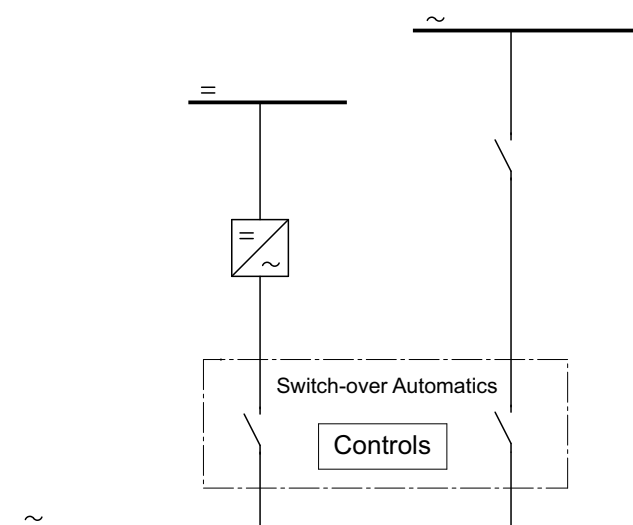 ~
=
=
~
Switch-over Automatics
Controls
~